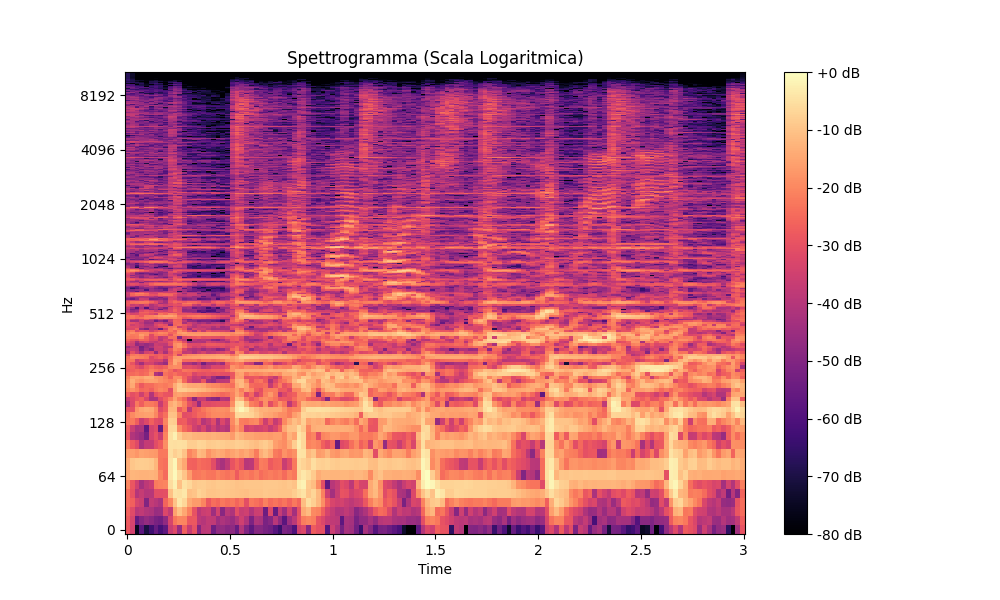 Spettrogramma (Scala Logaritmica)
Hz
8192
4096
2048
1024
512
256
128
64
0
0 0.5 1 1.5 2 2.5 3
Time
+0 dB
-10 dB
-20 dB
-30 dB
-40 dB
-50 dB
-60 dB
-70 dB
-80 dB